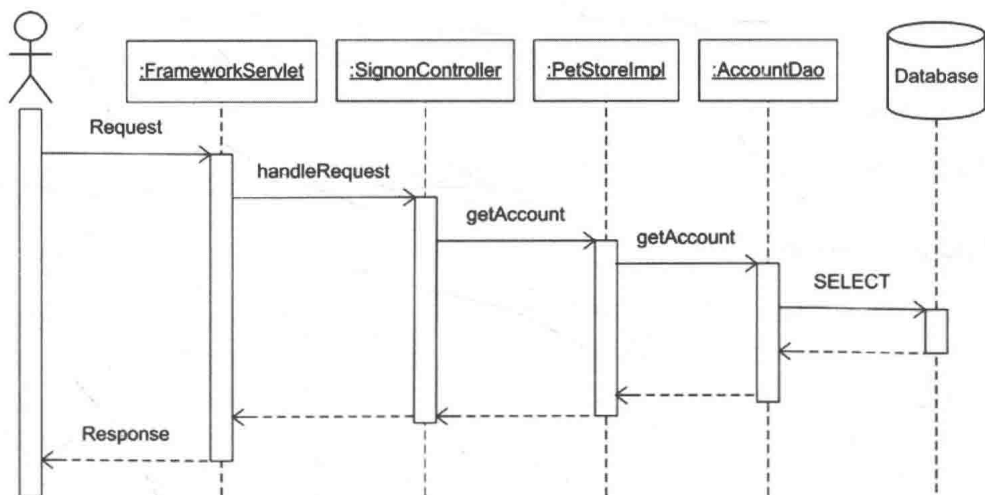 :FrameworkServlet
:SignonController
:PetStoreImpl
:AccountDao
Database
Request
handleRequest
getAccount
getAccount
SELECT
Response